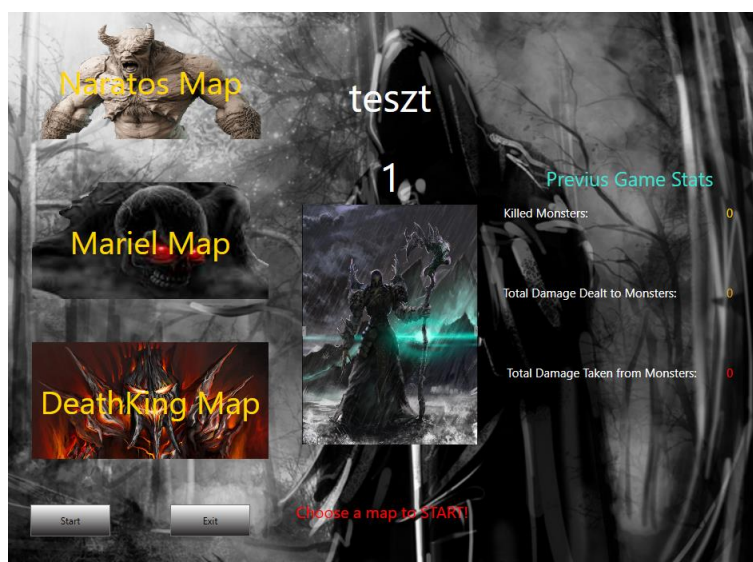 Naratos Map
Mariel Map
DeathKing Map
Start
Exit
teszt
1
Choose a map to START!
Previus Game Stats
Killed Monsters: 0
Total Damage Dealt to Monsters: 0
Total Damage Taken from Monsters: 0